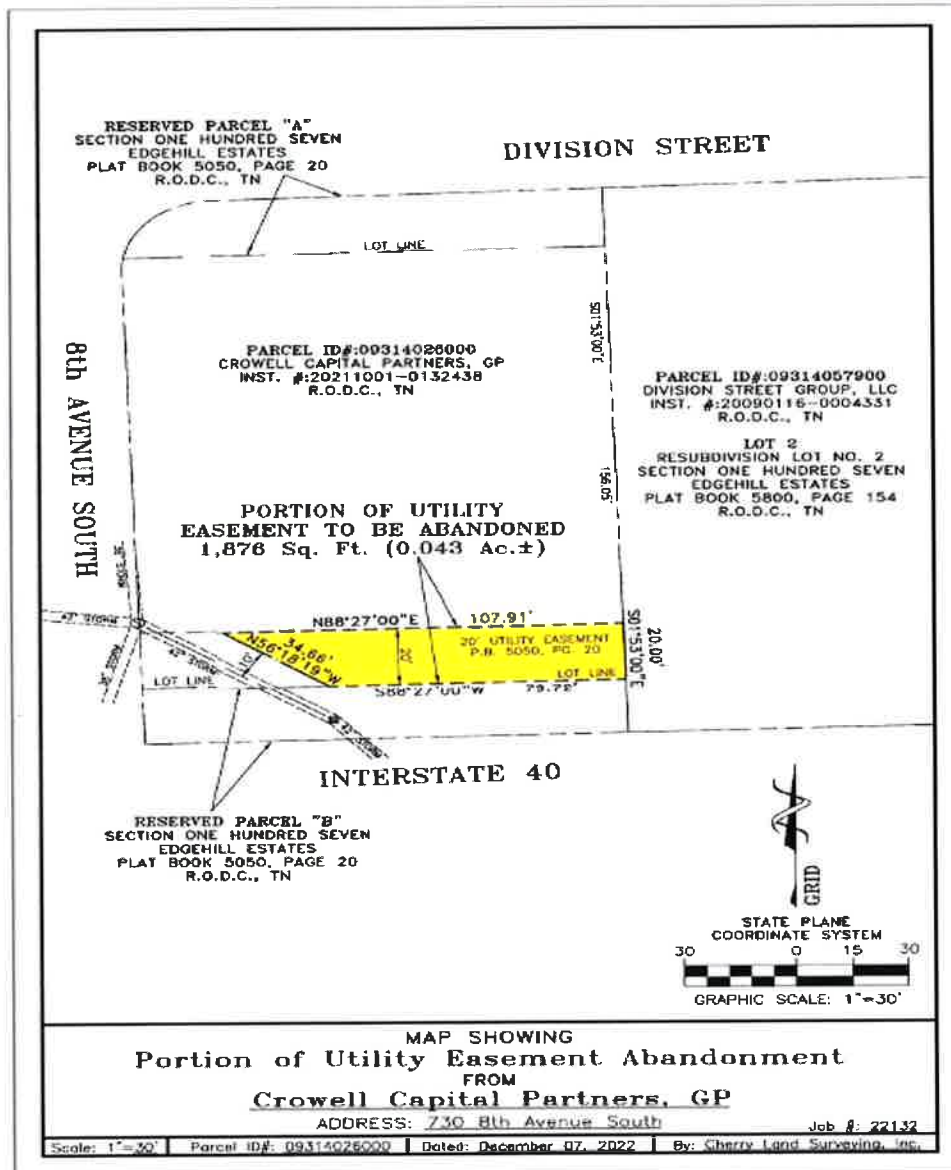 RESERVED PARCEL "A"
SECTION ONE HUNDRED SEVEN
EDGEHILL ESTATES
PLAT BOOK 5050, PAGE 20
R.O.D.C., TN
DIVISION STREET
LOT LINE
8th AVENUE SOUTH
PARCEL ID#:09314026000
CROWELL CAPITAL PARTNERS, GP
INST. #:20211001-0132438
R.O.D.C., TN
S01°53'00"E
156.05'
PARCEL ID#:09314057900
DIVISION STREET GROUP, LLC
INST. #:20090116-0004331
R.O.D.C., TN
LOT 2
RESUBDIVISION LOT NO. 2
SECTION ONE HUNDRED SEVEN
EDGEHILL ESTATES
PLAT BOOK 5800, PAGE 154
R.O.D.C., TN
PORTION OF UTILITY
EASEMENT TO BE ABANDONED
1,876 Sq. Ft. (0.043 Ac.±)
N88°27'00"E 107.91'
34.66'
N56°18'19"W
20'
20' UTILITY EASEMENT
P.B. 5050, PG. 20
LOT LINE
S01°53'00"E
20.00'
S88°27'00"W 79.72'
42" STORM
LOT LINE
INTERSTATE 40
RESERVED PARCEL "B"
SECTION ONE HUNDRED SEVEN
EDGEHILL ESTATES
PLAT BOOK 5050, PAGE 20
R.O.D.C., TN
GRID
STATE PLANE
COORDINATE SYSTEM
30 0 15 30
GRAPHIC SCALE: 1"=30'
MAP SHOWING
Portion of Utility Easement Abandonment
FROM
Crowell Capital Partners, GP
ADDRESS: 730 8th Avenue South
Job #: 22132
Scale: 1"=30' Parcel ID#: 09314026000 Dated: December 07, 2022 By: Cherry Land Surveying, Inc.